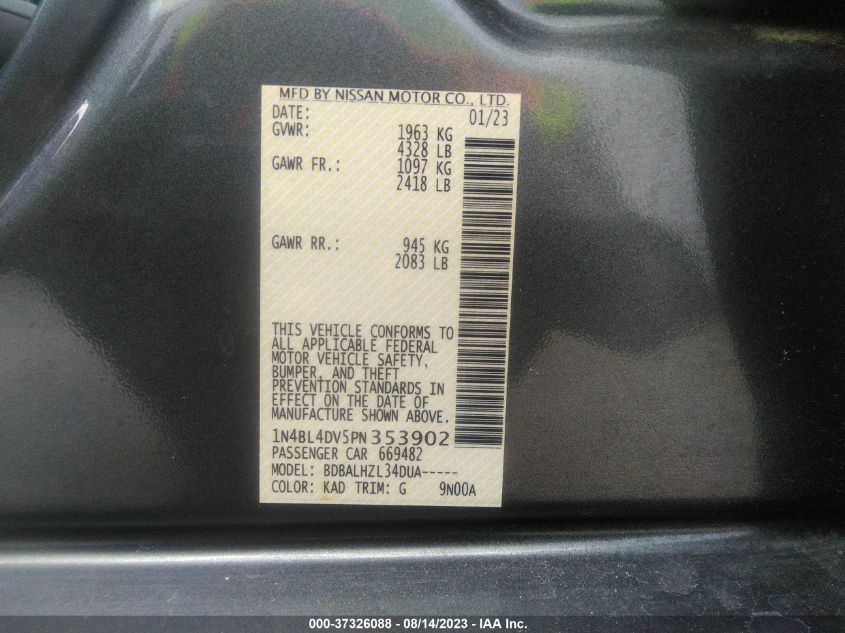 MFD BY NISSAN MOTOR CO., LTD.
DATE: 01/23
GVWR: 1963 KG
4328 LB
GAWR FR.: 1097 KG
2418 LB
GAWR RR.: 945 KG
2083 LB
THIS VEHICLE CONFORMS TO
ALL APPLICABLE FEDERAL
MOTOR VEHICLE SAFETY,
BUMPER, AND THEFT
PREVENTION STANDARDS IN
EFFECT ON THE DATE OF
MANUFACTURE SHOWN ABOVE.
1N4BL4DV5PN353902
PASSENGER CAR 669482
MODEL: BDBALHZL34DUA-----
COLOR: KAD TRIM: G 9N00A
000-37326088 - 08/14/2023 - IAA Inc.